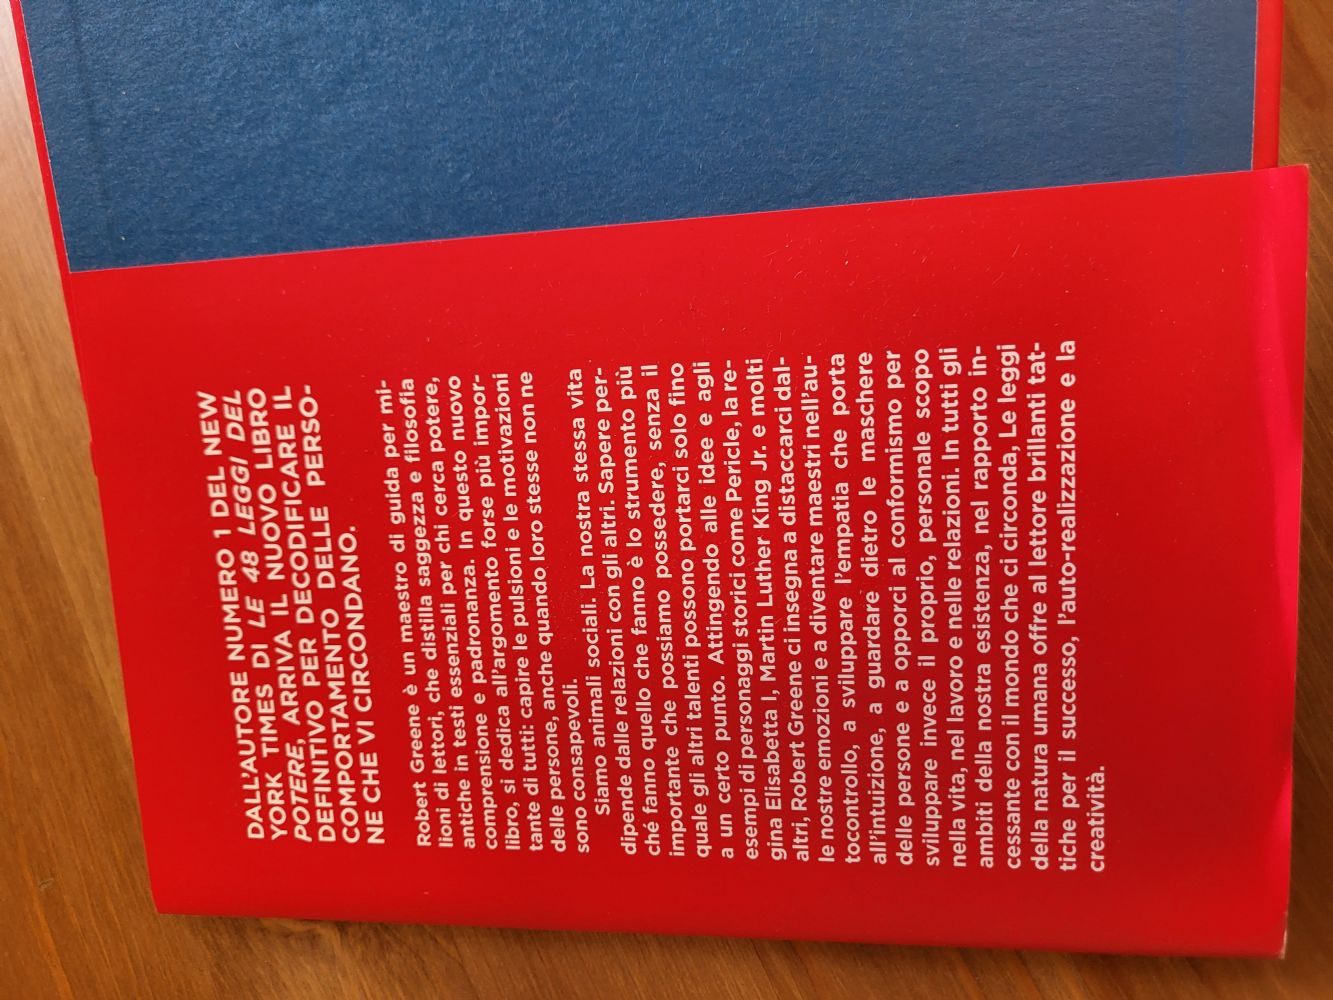 DALL'AUTORE NUMERO 1 DEL NEW
YORK TIMES DI LE 48 LEGGI DEL
POTERE, ARRIVA IL NUOVO LIBRO
DEFINITIVO PER DECODIFICARE IL
COMPORTAMENTO DELLE PERSO-
NE CHE VI CIRCONDANO.
Robert Greene è un maestro di guida per mi-
lioni di lettori, che distilla saggezza e filosofia
antiche in testi essenziali per chi cerca potere,
comprensione e padronanza. In questo nuovo
libro, si dedica all'argomento forse più impor-
tante di tutti: capire le pulsioni e le motivazioni
delle persone, anche quando loro stesse non ne
sono consapevoli.
Siamo animali sociali. La nostra stessa vita
dipende dalle relazioni con gli altri. Sapere per-
ché fanno quello che fanno è lo strumento più
importante che possiamo possedere, senza il
quale gli altri talenti possono portarci solo fino
a un certo punto. Attingendo alle idee e agli
esempi di personaggi storici come Pericle, la re-
gina Elisabetta I, Martin Luther King Jr. e molti
altri, Robert Greene ci insegna a distaccarci dal-
le nostre emozioni e a diventare maestri nell'au-
tocontrollo, a sviluppare l'empatia che porta
all'intuizione, a guardare dietro le maschere
delle persone e a opporci al conformismo per
sviluppare invece il proprio, personale scopo
nella vita, nel lavoro e nelle relazioni. In tutti gli
ambiti della nostra esistenza, nel rapporto in-
cessante con il mondo che ci circonda, Le leggi
della natura umana offre al lettore brillanti tat-
tiche per il successo, l'auto-realizzazione e la
creatività.